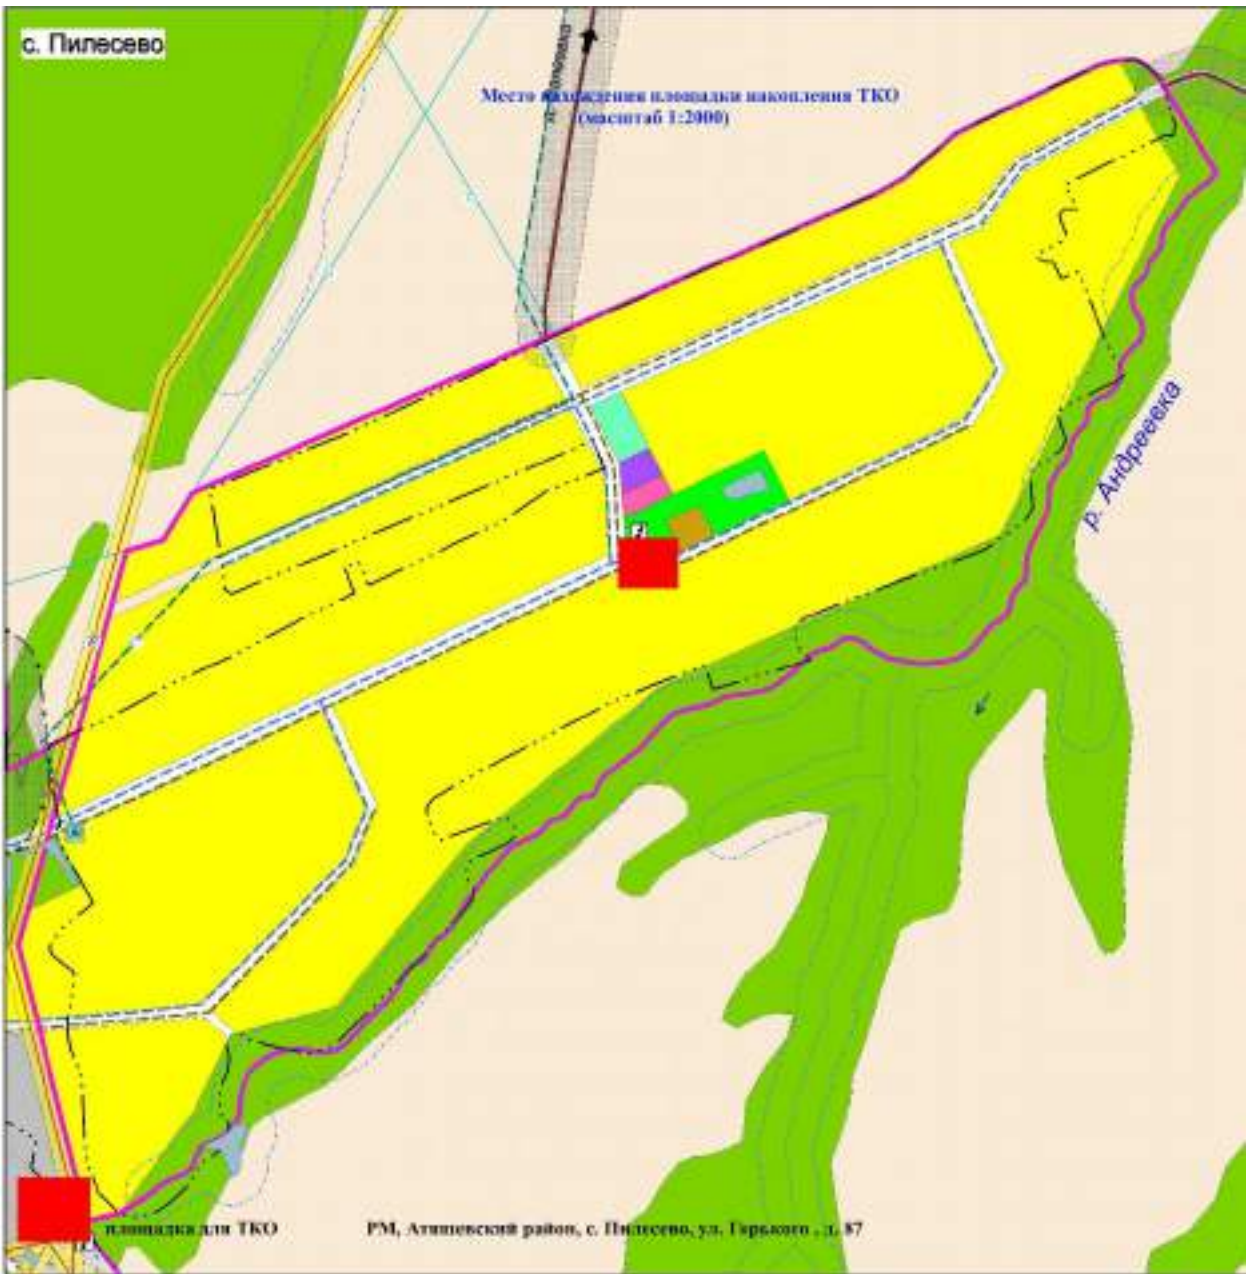 с. Пилесево
Место нахождения площадки накопления ТКО
(масштаб 1:2000)
р. Андреевка
площадка для ТКО
РМ, Атяшевский район, с. Пилесево, ул. Горького , д. 87